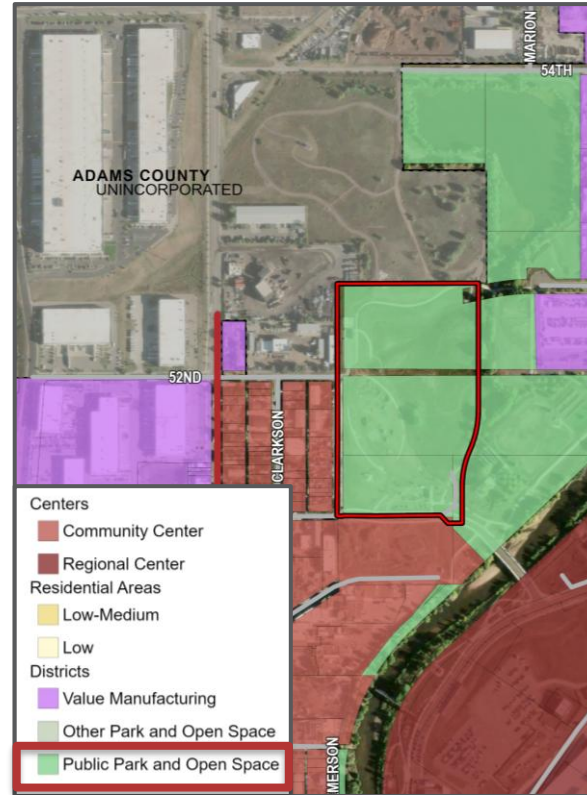 MARION
54TH
ADAMS COUNTY
UNINCORPORATED
52ND
CLARKSON
Centers
Community Center
Regional Center
Residential Areas
Low-Medium
Low
Districts
Value Manufacturing
Other Park and Open Space
Public Park and Open Space
MERSON